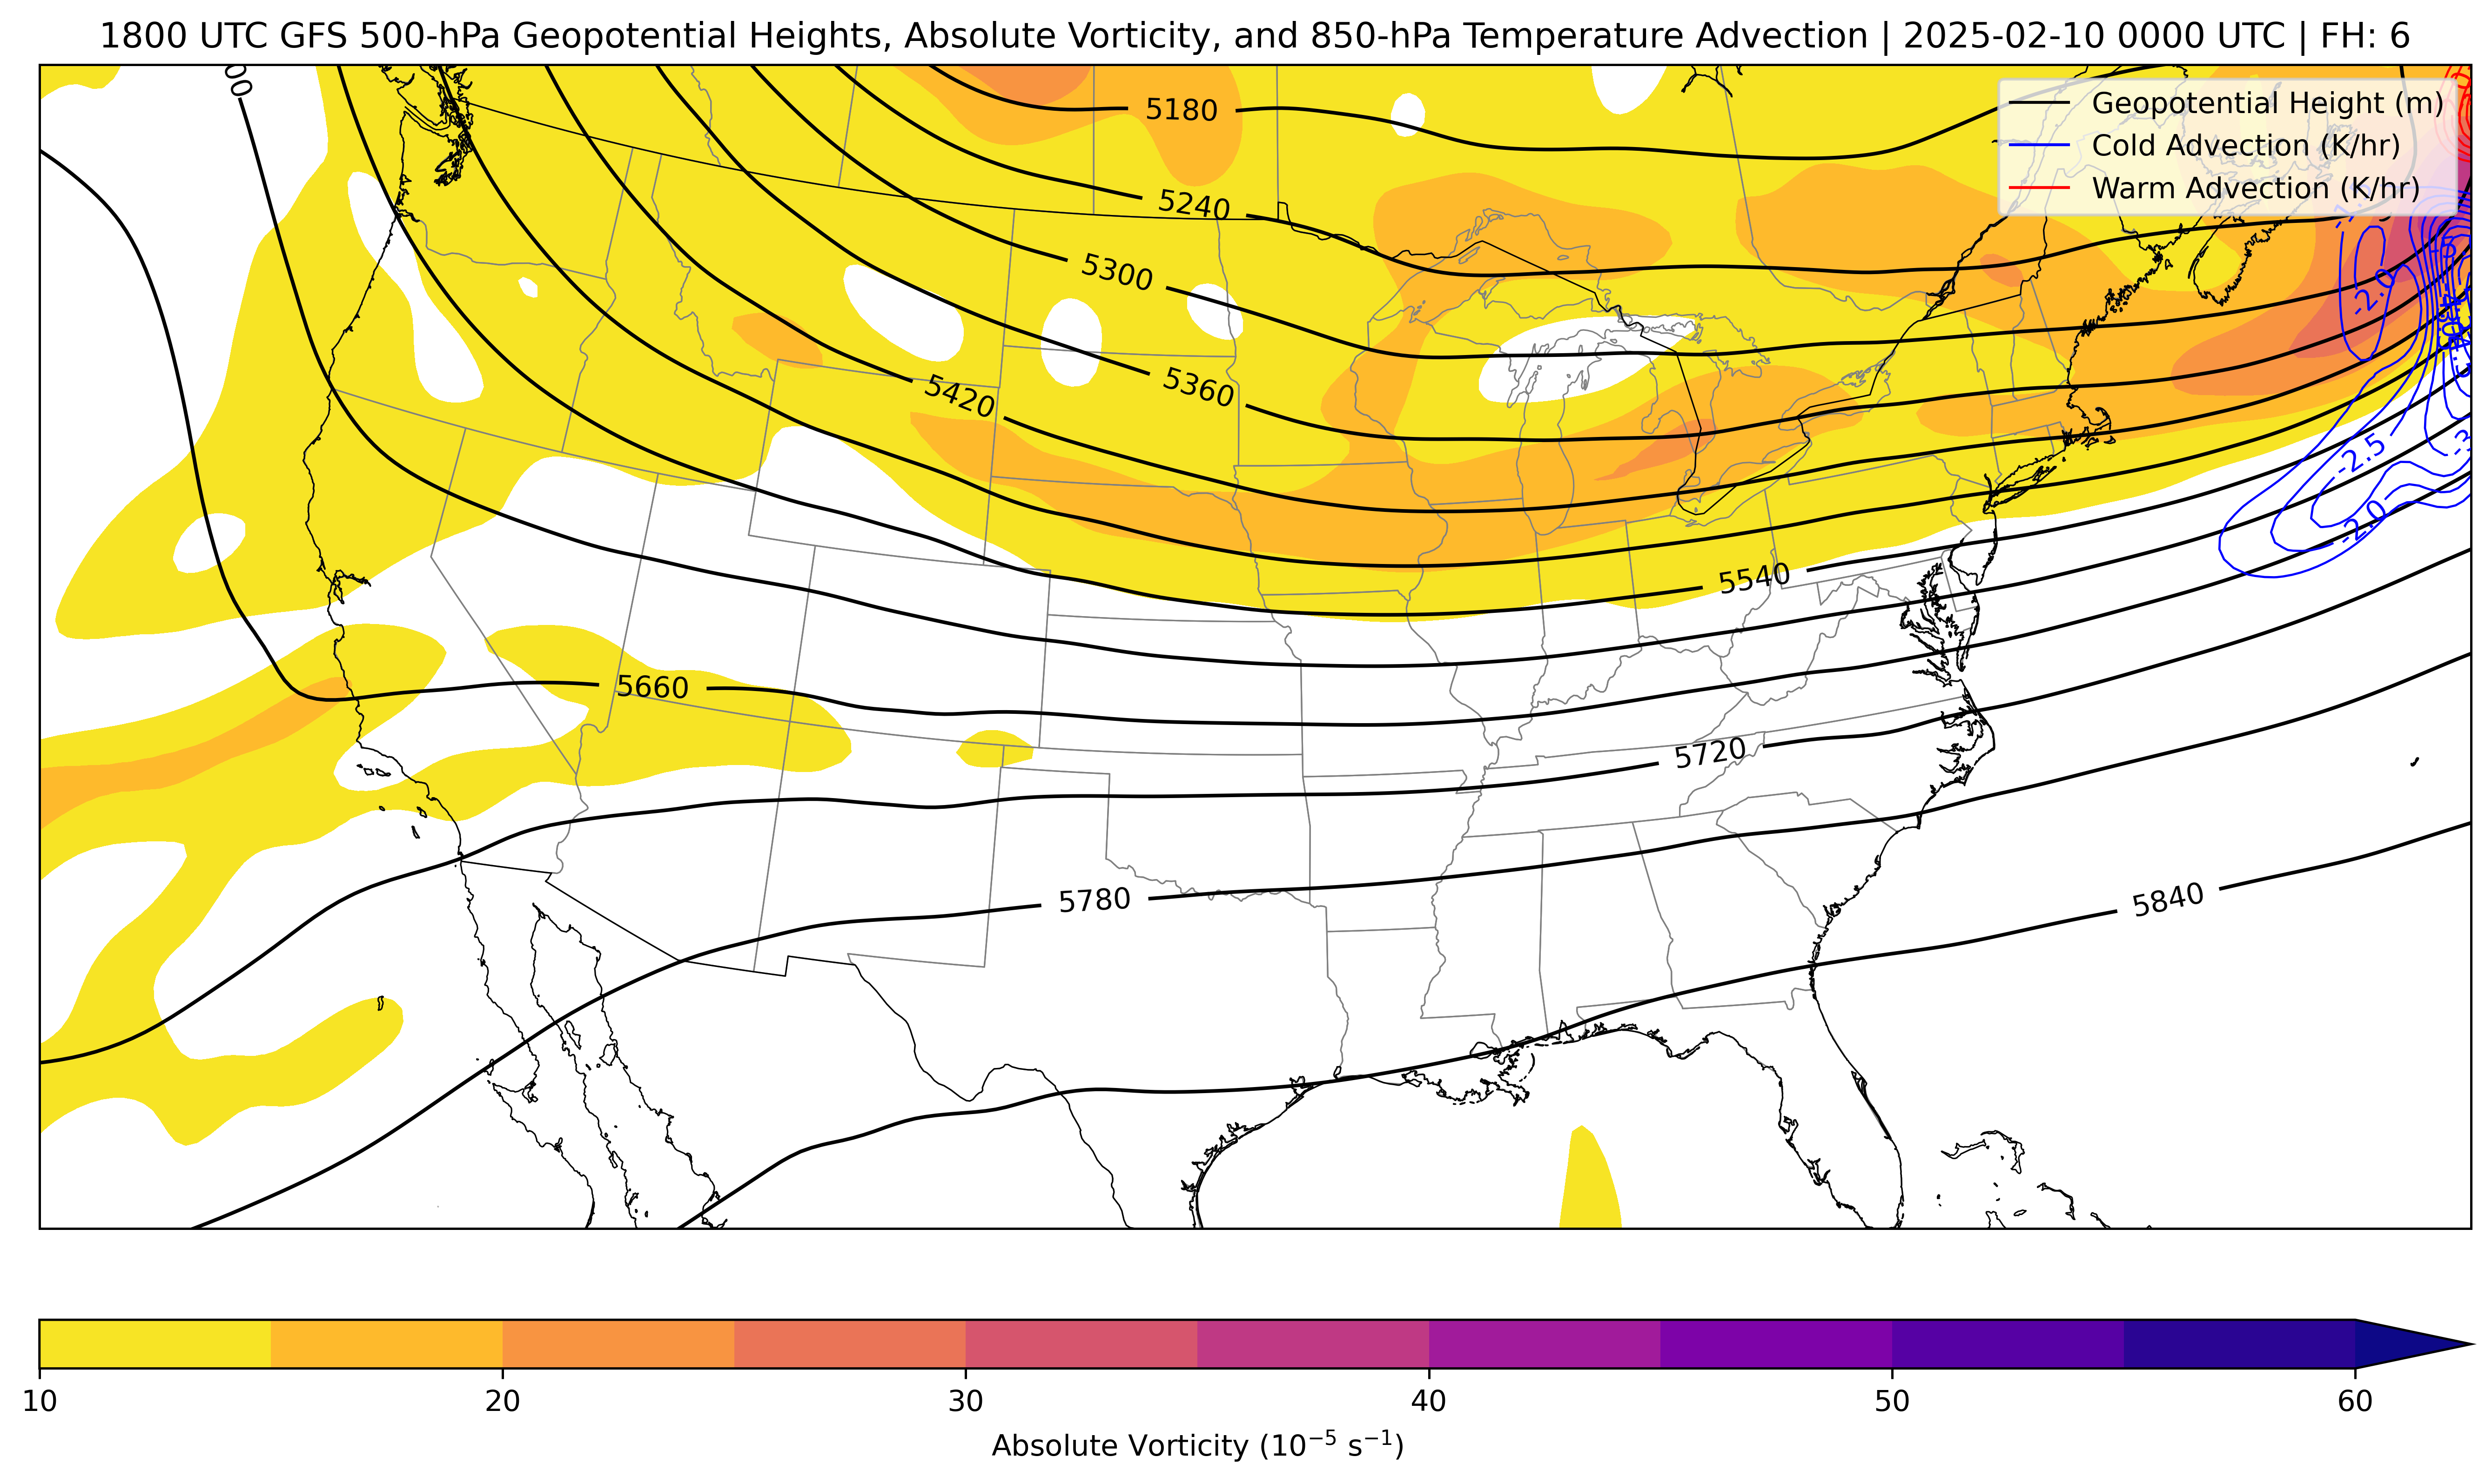 1800 UTC GFS 500-hPa Geopotential Heights, Absolute Vorticity, and 850-hPa Temperature Advection | 2025-02-10 0000 UTC | FH: 6
Geopotential Height (m)
Cold Advection (K/hr)
Warm Advection (K/hr)
5180
5240
5300
5360
5420
5540
5660
5720
5780
5840
-2.0
-2.5
-2.0
10 20 30 40 50 60
Absolute Vorticity (10⁻⁵ s⁻¹)